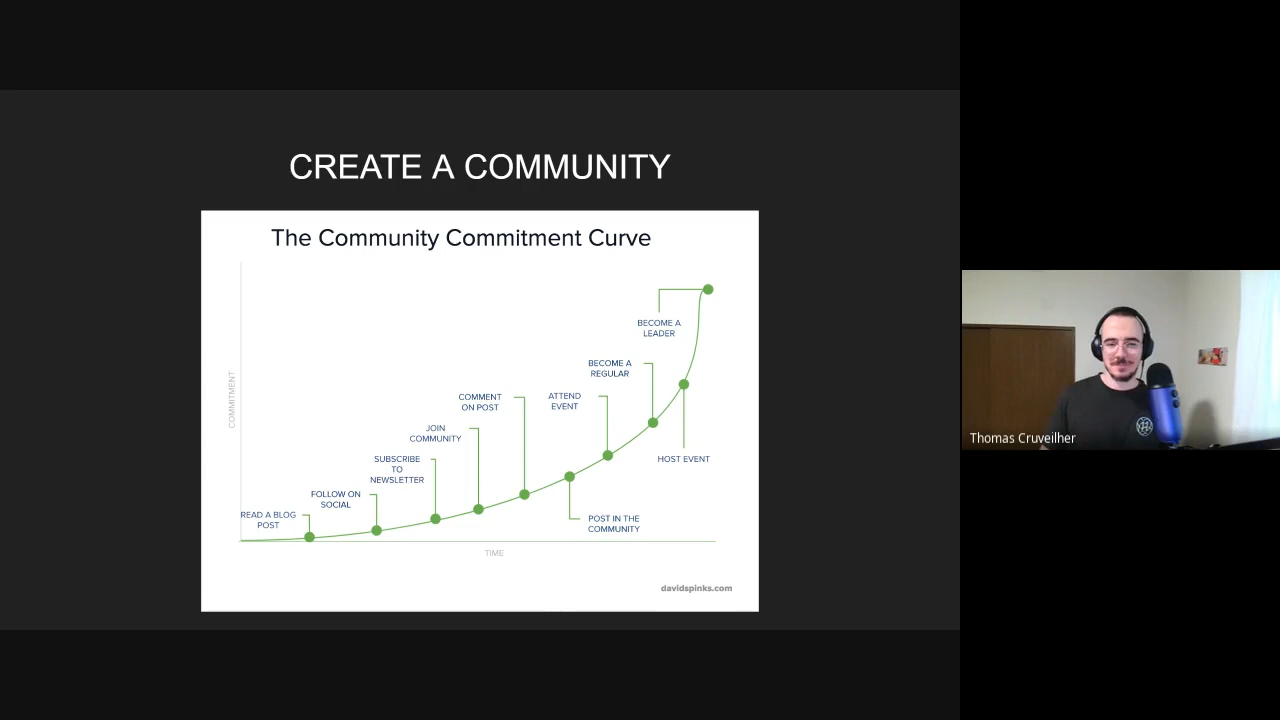 CREATE A COMMUNITY
The Community Commitment Curve
BECOME A
LEADER
BECOME A
REGULAR
COMMENT
ON POST
ATTEND
EVENT
JOIN
COMMUNITY
SUBSCRIBE
TO
NEWSLETTER
HOST EVENT
FOLLOW ON
SOCIAL
READ A BLOG
POST
POST IN THE
COMMUNITY
COMMITMENT
TIME
davidspinks.com
Thomas Cruveilher